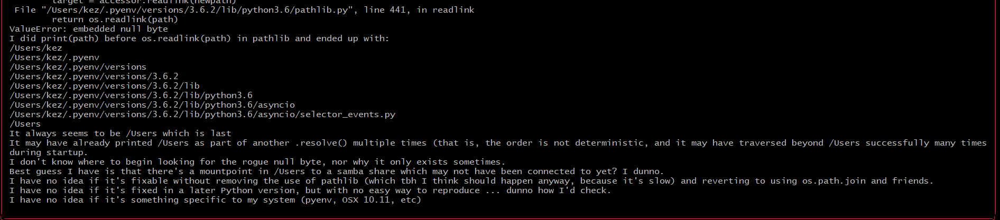 target = accessor.readlink(newpath)
File "/Users/kez/.pyenv/versions/3.6.2/lib/python3.6/pathlib.py", line 441, in readlink
return os.readlink(path)
ValueError: embedded null byte
I did print(path) before os.readlink(path) in pathlib and ended up with:
/Users/kez
/Users/kez/.pyenv
/Users/kez/.pyenv/versions
/Users/kez/.pyenv/versions/3.6.2
/Users/kez/.pyenv/versions/3.6.2/lib
/Users/kez/.pyenv/versions/3.6.2/lib/python3.6
/Users/kez/.pyenv/versions/3.6.2/lib/python3.6/asyncio
/Users/kez/.pyenv/versions/3.6.2/lib/python3.6/asyncio/selector_events.py
/Users
It always seems to be /Users which is last
It may have already printed /Users as part of another .resolve() multiple times (that is, the order is not deterministic, and it may have traversed beyond /Users successfully many times
during startup.
I don't know where to begin looking for the rogue null byte, nor why it only exists sometimes.
Best guess I have is that there's a mountpoint in /Users to a samba share which may not have been connected to yet? I dunno.
I have no idea if it's fixable without removing the use of pathlib (which tbh I think should happen anyway, because it's slow) and reverting to using os.path.join and friends.
I have no idea if it's fixed in a later Python version, but with no easy way to reproduce ... dunno how I'd check.
I have no idea if it's something specific to my system (pyenv, OSX 10.11, etc)